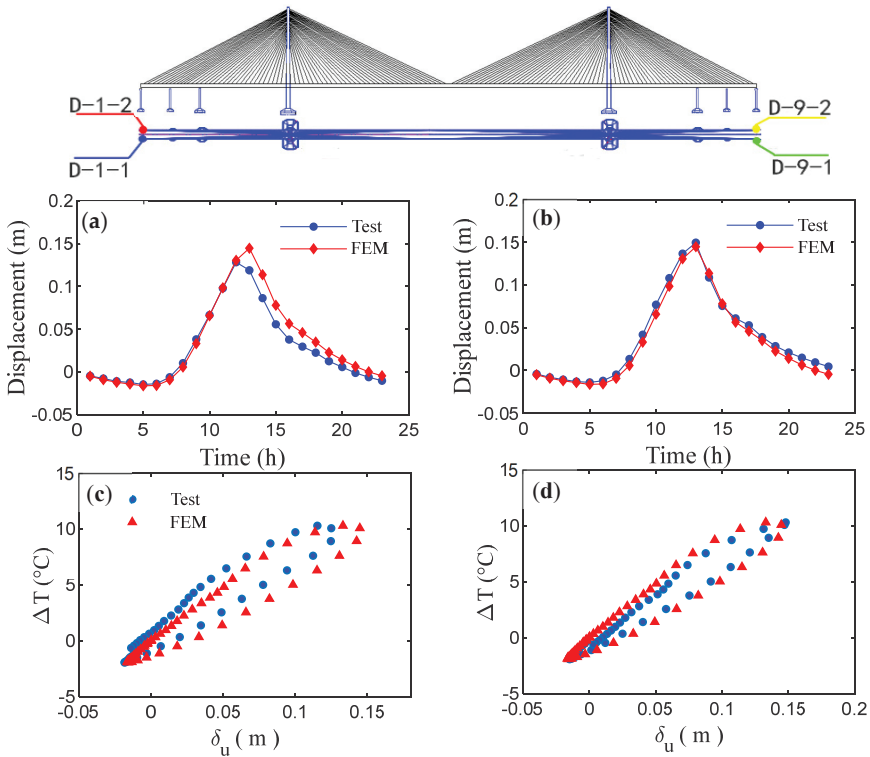 D-1-2
D-9-2
D-1-1
D-9-1
(a)
Test
FEM
Displacement (m)
0.2
0.15
0.1
0.05
0
-0.05
0 5 10 15 20 25
Time (h)
(b)
Test
FEM
Displacement (m)
0.2
0.15
0.1
0.05
0
-0.05
0 5 10 15 20 25
Time (h)
(c)
Test
FEM
ΔT (°C)
15
10
5
0
-5
-0.05 0 0.05 0.1 0.15
δu ( m )
(d)
ΔT (°C)
15
10
5
0
-5
-0.05 0 0.05 0.1 0.15 0.2
δu ( m )